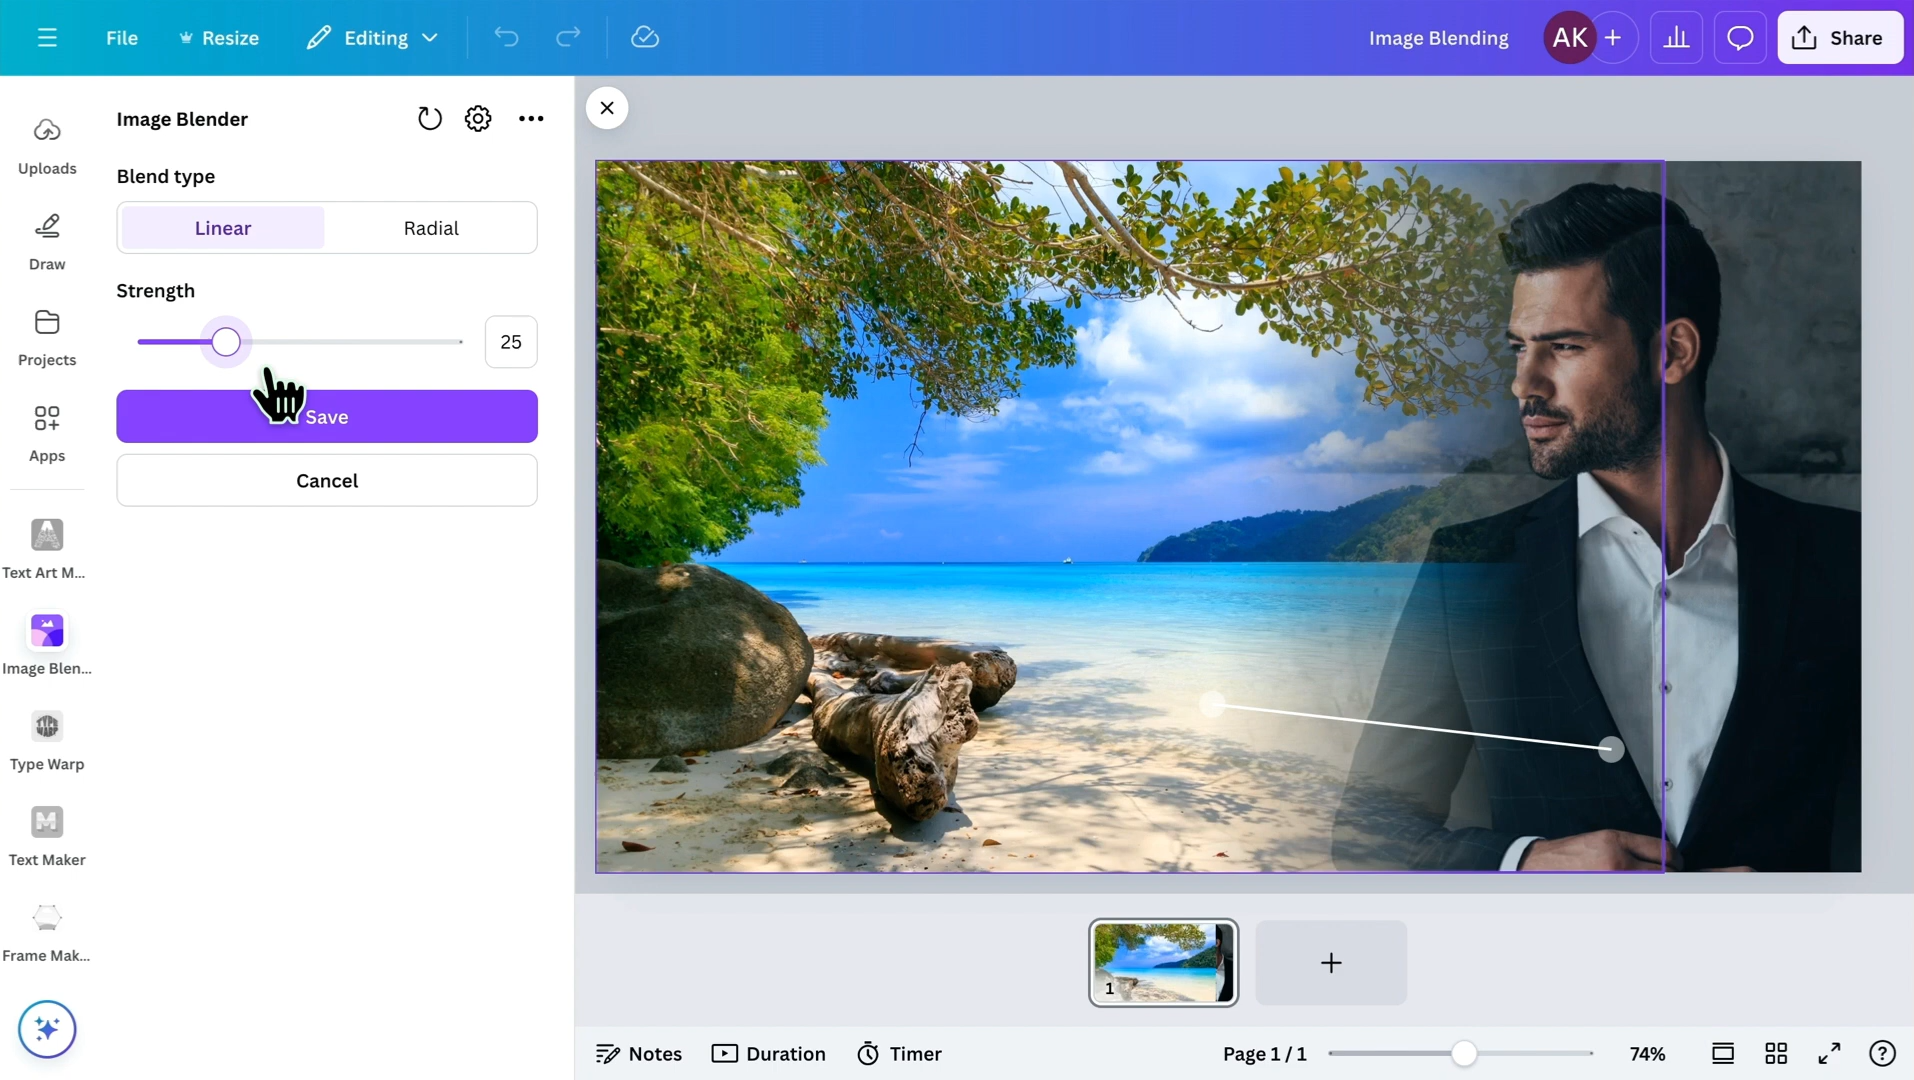 File
Resize
Editing
Image Blending
AK
Share
Uploads
Draw
Projects
Apps
Text Art M...
Image Blen...
Type Warp
Text Maker
Frame Mak...
Image Blender
Blend type
Linear
Radial
Strength
25
Save
Cancel
1
Notes
Duration
Timer
Page 1 / 1
74%